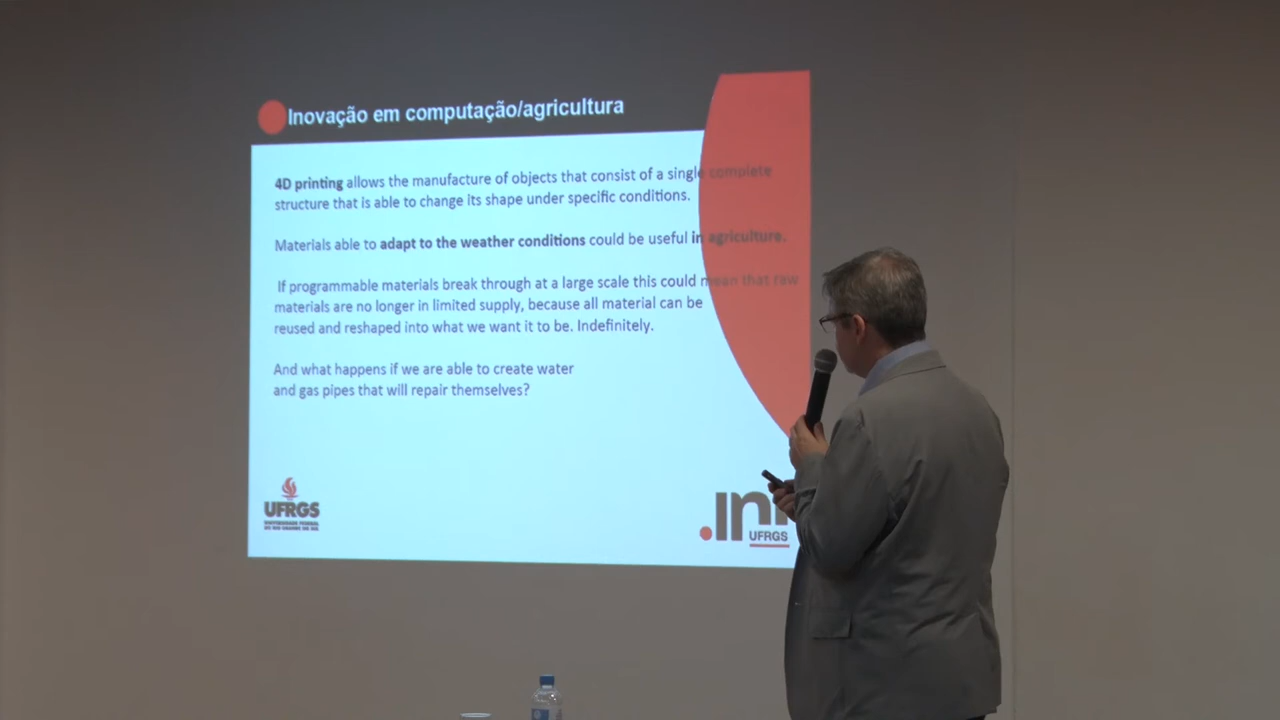 Inovação em computação/agricultura
4D printing allows the manufacture of objects that consist of a single complete
structure that is able to change its shape under specific conditions.
Materials able to adapt to the weather conditions could be useful in agriculture.
If programmable materials break through at a large scale this could mean that raw
materials are no longer in limited supply, because all material can be
reused and reshaped into what we want it to be. Indefinitely.
And what happens if we are able to create water
and gas pipes that will repair themselves?
UFRGS
UNIVERSIDADE FEDERAL
DO RIO GRANDE DO SUL
.ini
UFRGS